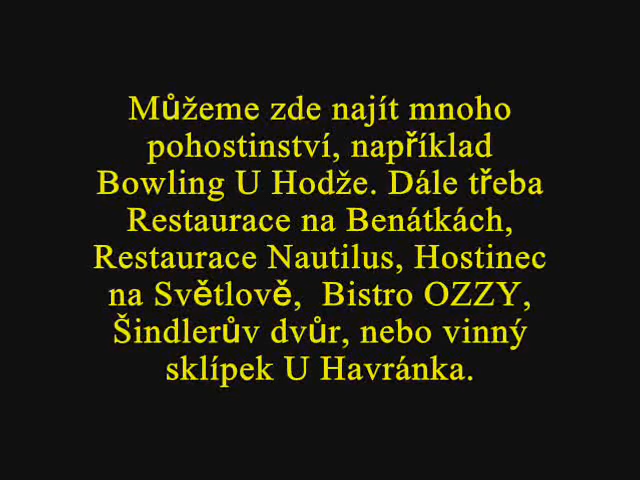 Můžeme zde najít mnoho
pohostinství, například
Bowling U Hodže. Dále třeba
Restaurace na Benátkách,
Restaurace Nautilus, Hostinec
na Světlově,  Bistro OZZY,
Šindlerův dvůr, nebo vinný
sklípek U Havránka.